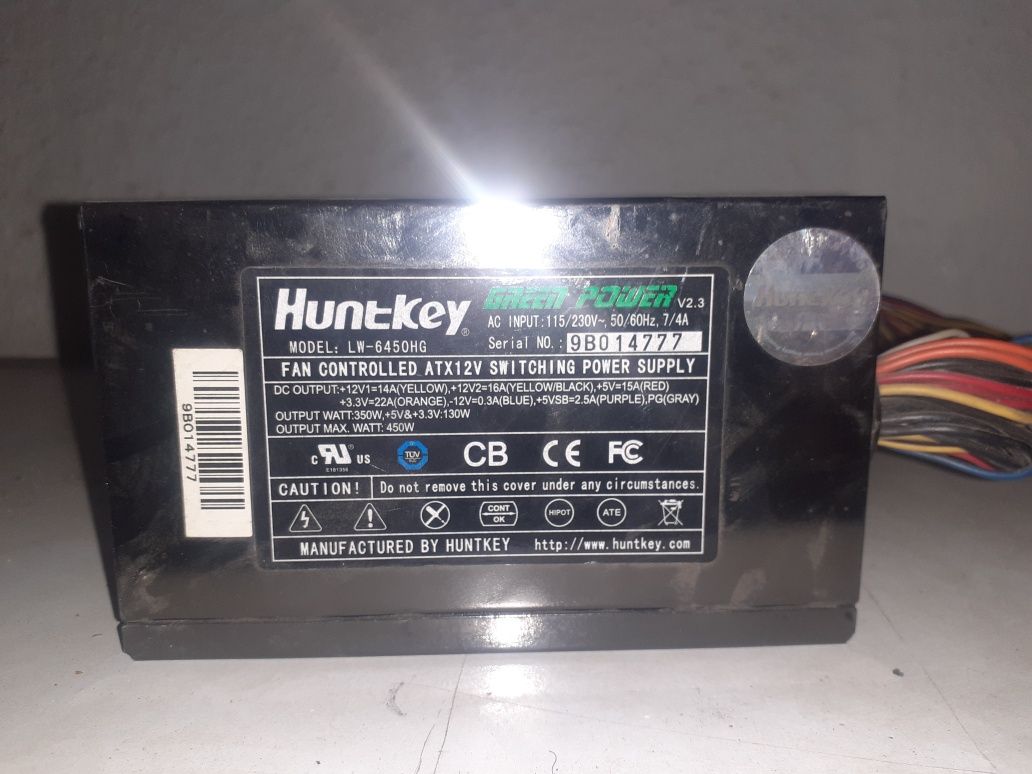 HuntKey® GREEN POWER V2.3
AC INPUT:115/230V~, 50/60Hz, 7/4A
MODEL: LW-6450HG Serial NO.: 9B014777
FAN CONTROLLED ATX12V SWITCHING POWER SUPPLY
DC OUTPUT:+12V1=14A(YELLOW),+12V2=16A(YELLOW/BLACK),+5V=15A(RED)
+3.3V=22A(ORANGE),-12V=0.3A(BLUE),+5VSB=2.5A(PURPLE),PG(GRAY)
OUTPUT WATT:350W,+5V&+3.3V:130W
OUTPUT MAX. WATT: 450W
c RU® US TÜV CB CE FC
E181356
CAUTION! Do not remove this cover under any circumstances.
CONT OK HIPOT ATE
MANUFACTURED BY HUNTKEY http://www.huntkey.com
9B014777
HuntKey